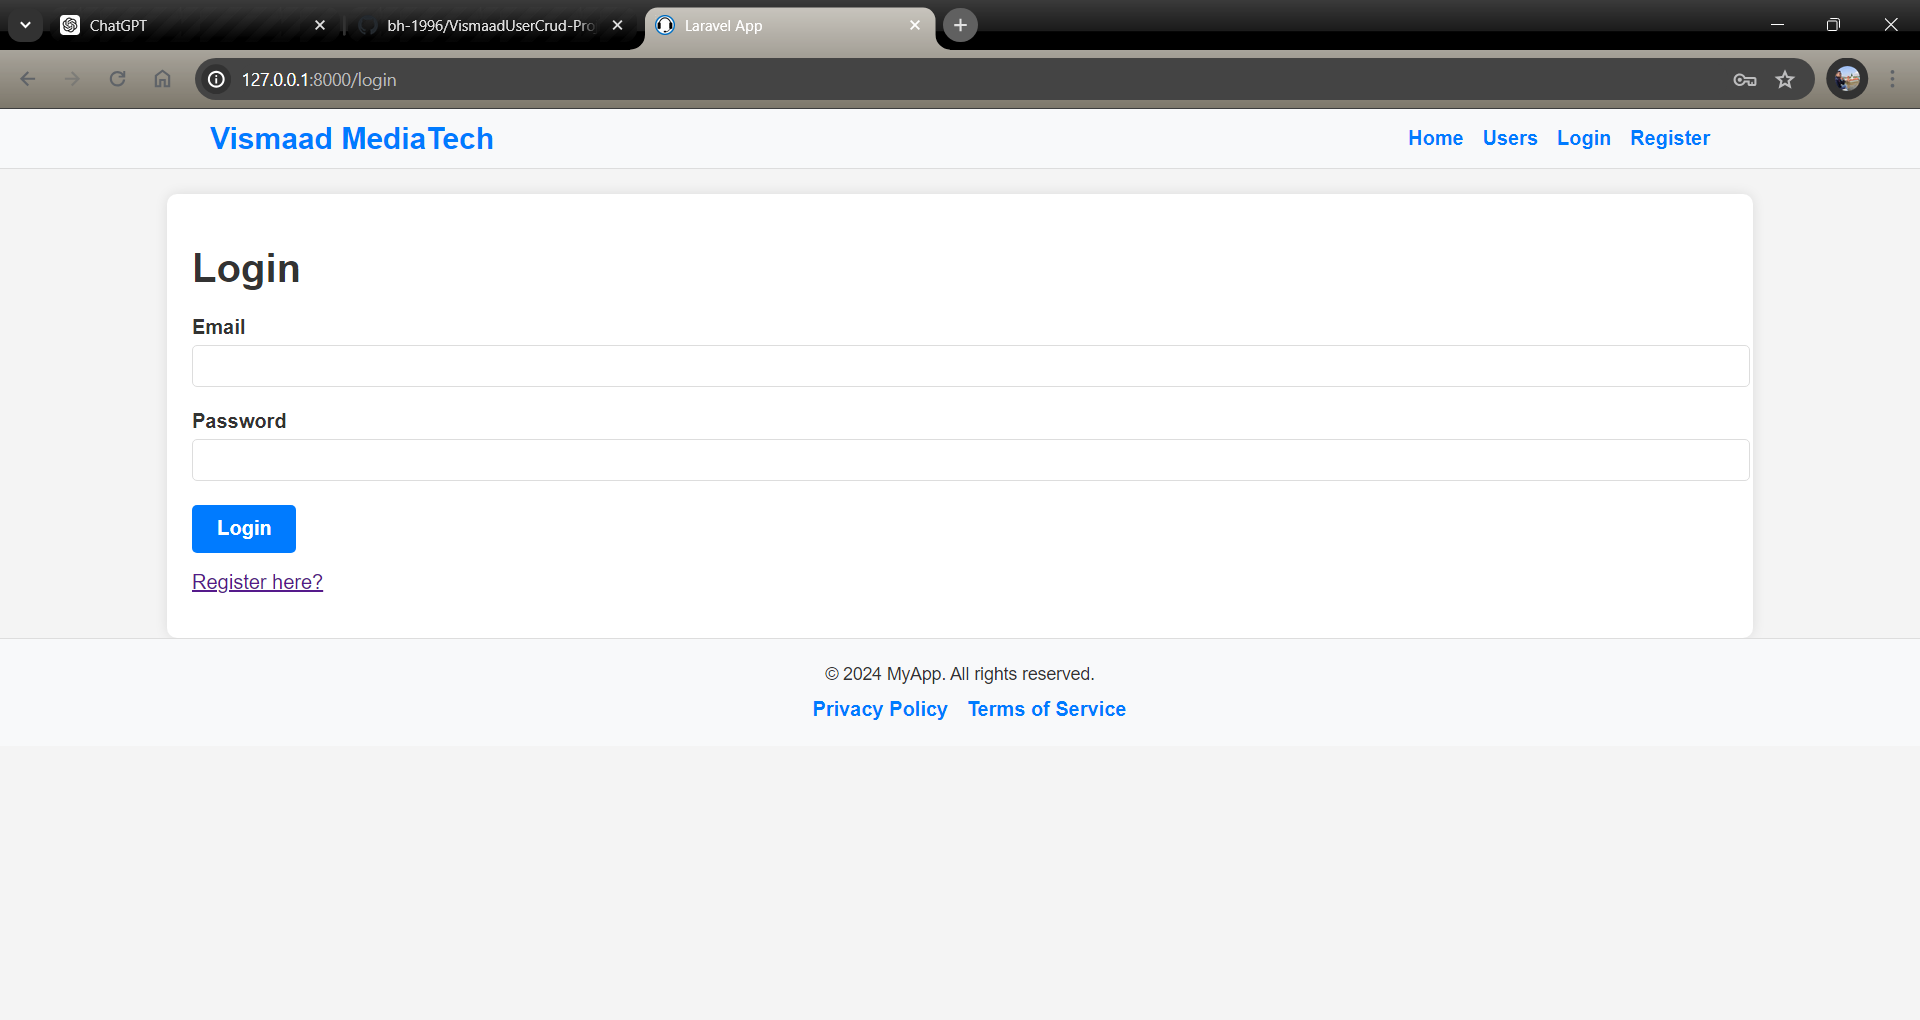 ChatGPT
bh-1996/VismaadUserCrud-Pro
Laravel App
127.0.0.1:8000/login
Vismaad MediaTech
Home Users Login Register
Login
Email
Password
Login
Register here?
© 2024 MyApp. All rights reserved.
Privacy Policy Terms of Service